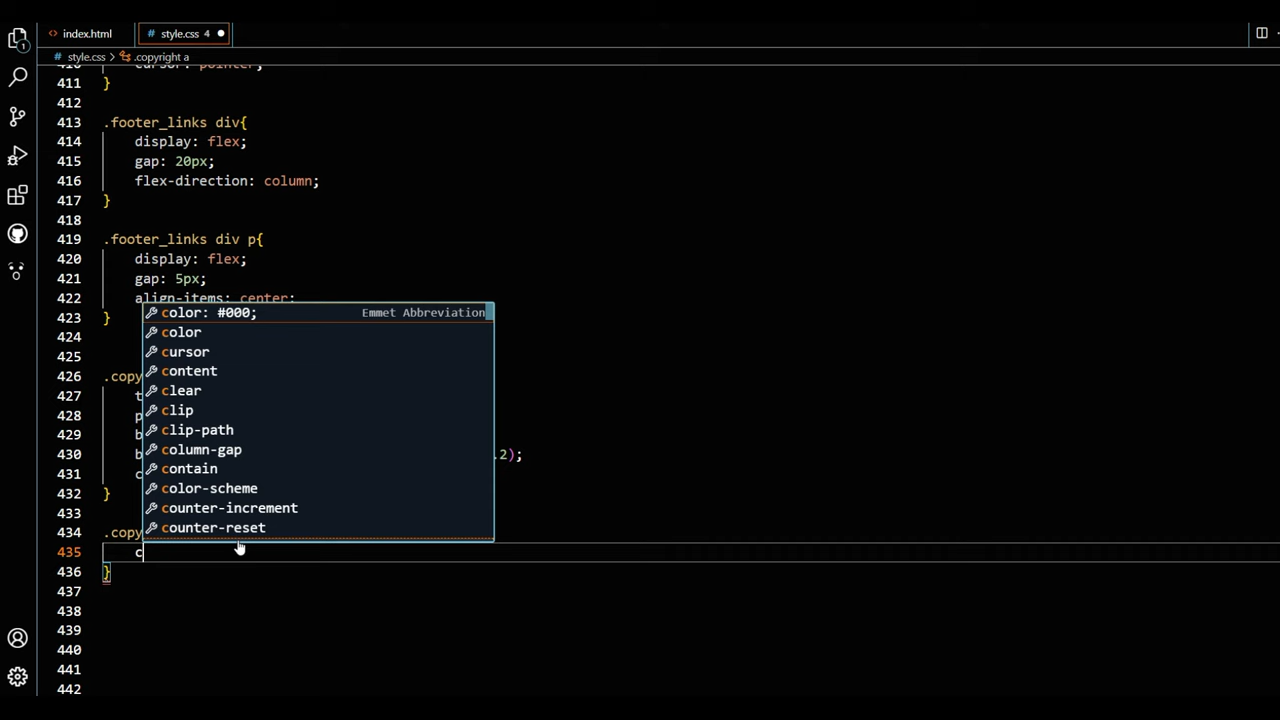 index.html
style.css 4
style.css > .copyright a
1
411 }
412
413 .footer_links div{
414 display: flex;
415 gap: 20px;
416 flex-direction: column;
417 }
418
419 .footer_links div p{
420 display: flex;
421 gap: 5px;
422 align-items: center;
423 }
424
425
426 .copy
427 t
428 p
429 b
430 b .2);
431 c
432 }
433
434 .copy
435 c
436 }
437
438
439
440
441
442
color: #000; Emmet Abbreviation
color
cursor
content
clear
clip
clip-path
column-gap
contain
color-scheme
counter-increment
counter-reset